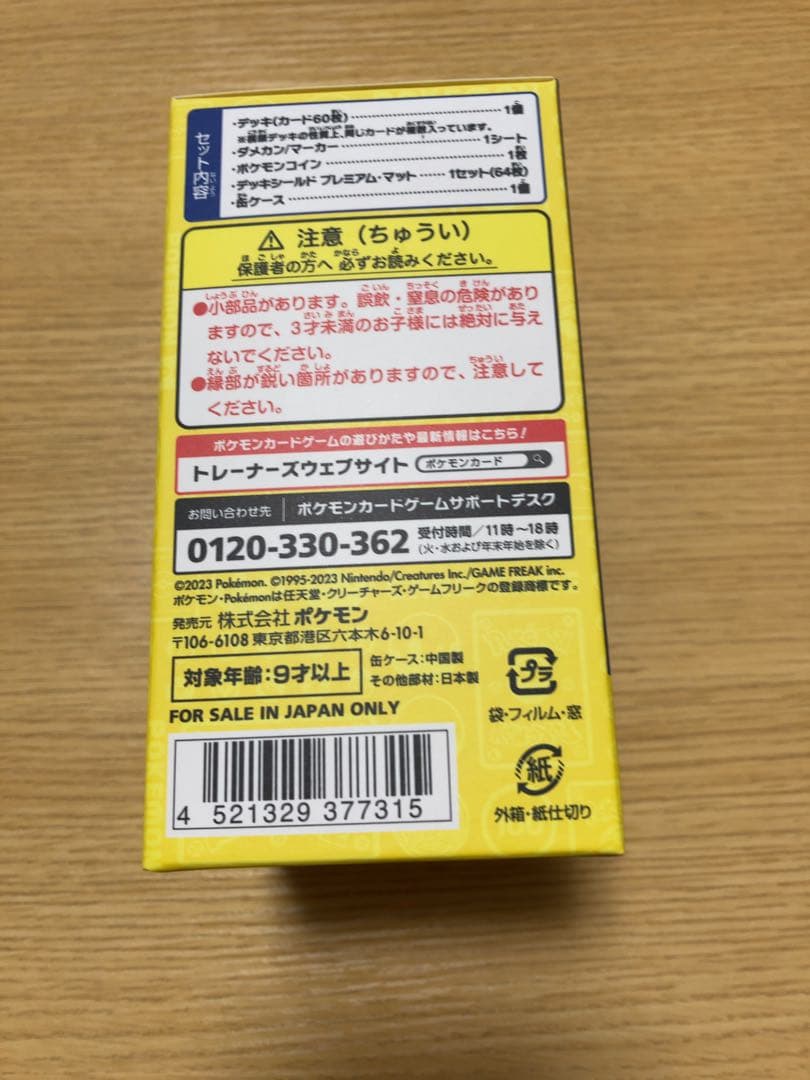 セット内容
・デッキ(カード60枚)…………1個
※構築デッキの性質上、同じカードが複数入っています。
・ダメカン/マーカー…………1シート
・ポケモンコイン…………1枚
・デッキシールド プレミアム・マット……1セット(64枚)
・缶ケース…………1個
⚠ 注意(ちゅうい)
保護者の方へ 必ずお読みください。
●小部品があります。誤飲・窒息の危険があり
ますので、3才未満のお子様には絶対に与え
ないでください。
●縁部が鋭い箇所がありますので、注意して
ください。
ポケモンカードゲームの遊びかたや最新情報はこちら!
トレーナーズウェブサイト ポケモンカード
お問い合わせ先 ポケモンカードゲームサポートデスク
0120-330-362 受付時間/11時~18時
(火・水および年末年始を除く)
©2023 Pokémon. ©1995-2023 Nintendo/Creatures Inc./GAME FREAK inc.
ポケモン・Pokémonは任天堂・クリーチャーズ・ゲームフリークの登録商標です。
発売元 株式会社ポケモン
〒106-6108 東京都港区六本木6-10-1
対象年齢:9才以上
缶ケース:中国製
その他部材:日本製
プラ
袋・フィルム・窓
FOR SALE IN JAPAN ONLY
紙
外箱・紙仕切り
4 521329 377315